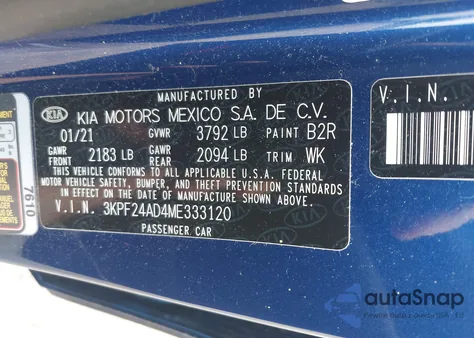 MANUFACTURED BY
KIA KIA MOTORS MEXICO S.A. DE C.V.
01/21 GVWR 3792 LB PAINT B2R
GAWR FRONT 2183 LB GAWR REAR 2094 LB TRIM WK
THIS VEHICLE CONFORMS TO ALL APPLICABLE U.S.A. FEDERAL
MOTOR VEHICLE SAFETY, BUMPER, AND THEFT PREVENTION STANDARDS
IN EFFECT ON THE DATE OF MANUFACTURE SHOWN ABOVE.
V.I.N. 3KPF24AD4ME333120
PASSENGER CAR
7610
V.I.N.
autoSnap